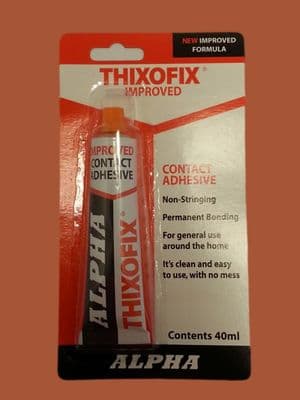 NEW IMPROVED
FORMULA
THIXOFIX®
IMPROVED
IMPROVED
CONTACT
ADHESIVE
ALPHA
THIXOFIX®
CONTACT
ADHESIVE
Non-Stringing
Permanent Bonding
For general use
around the home
It's clean and easy
to use, with no mess
Contents 40ml
ALPHA